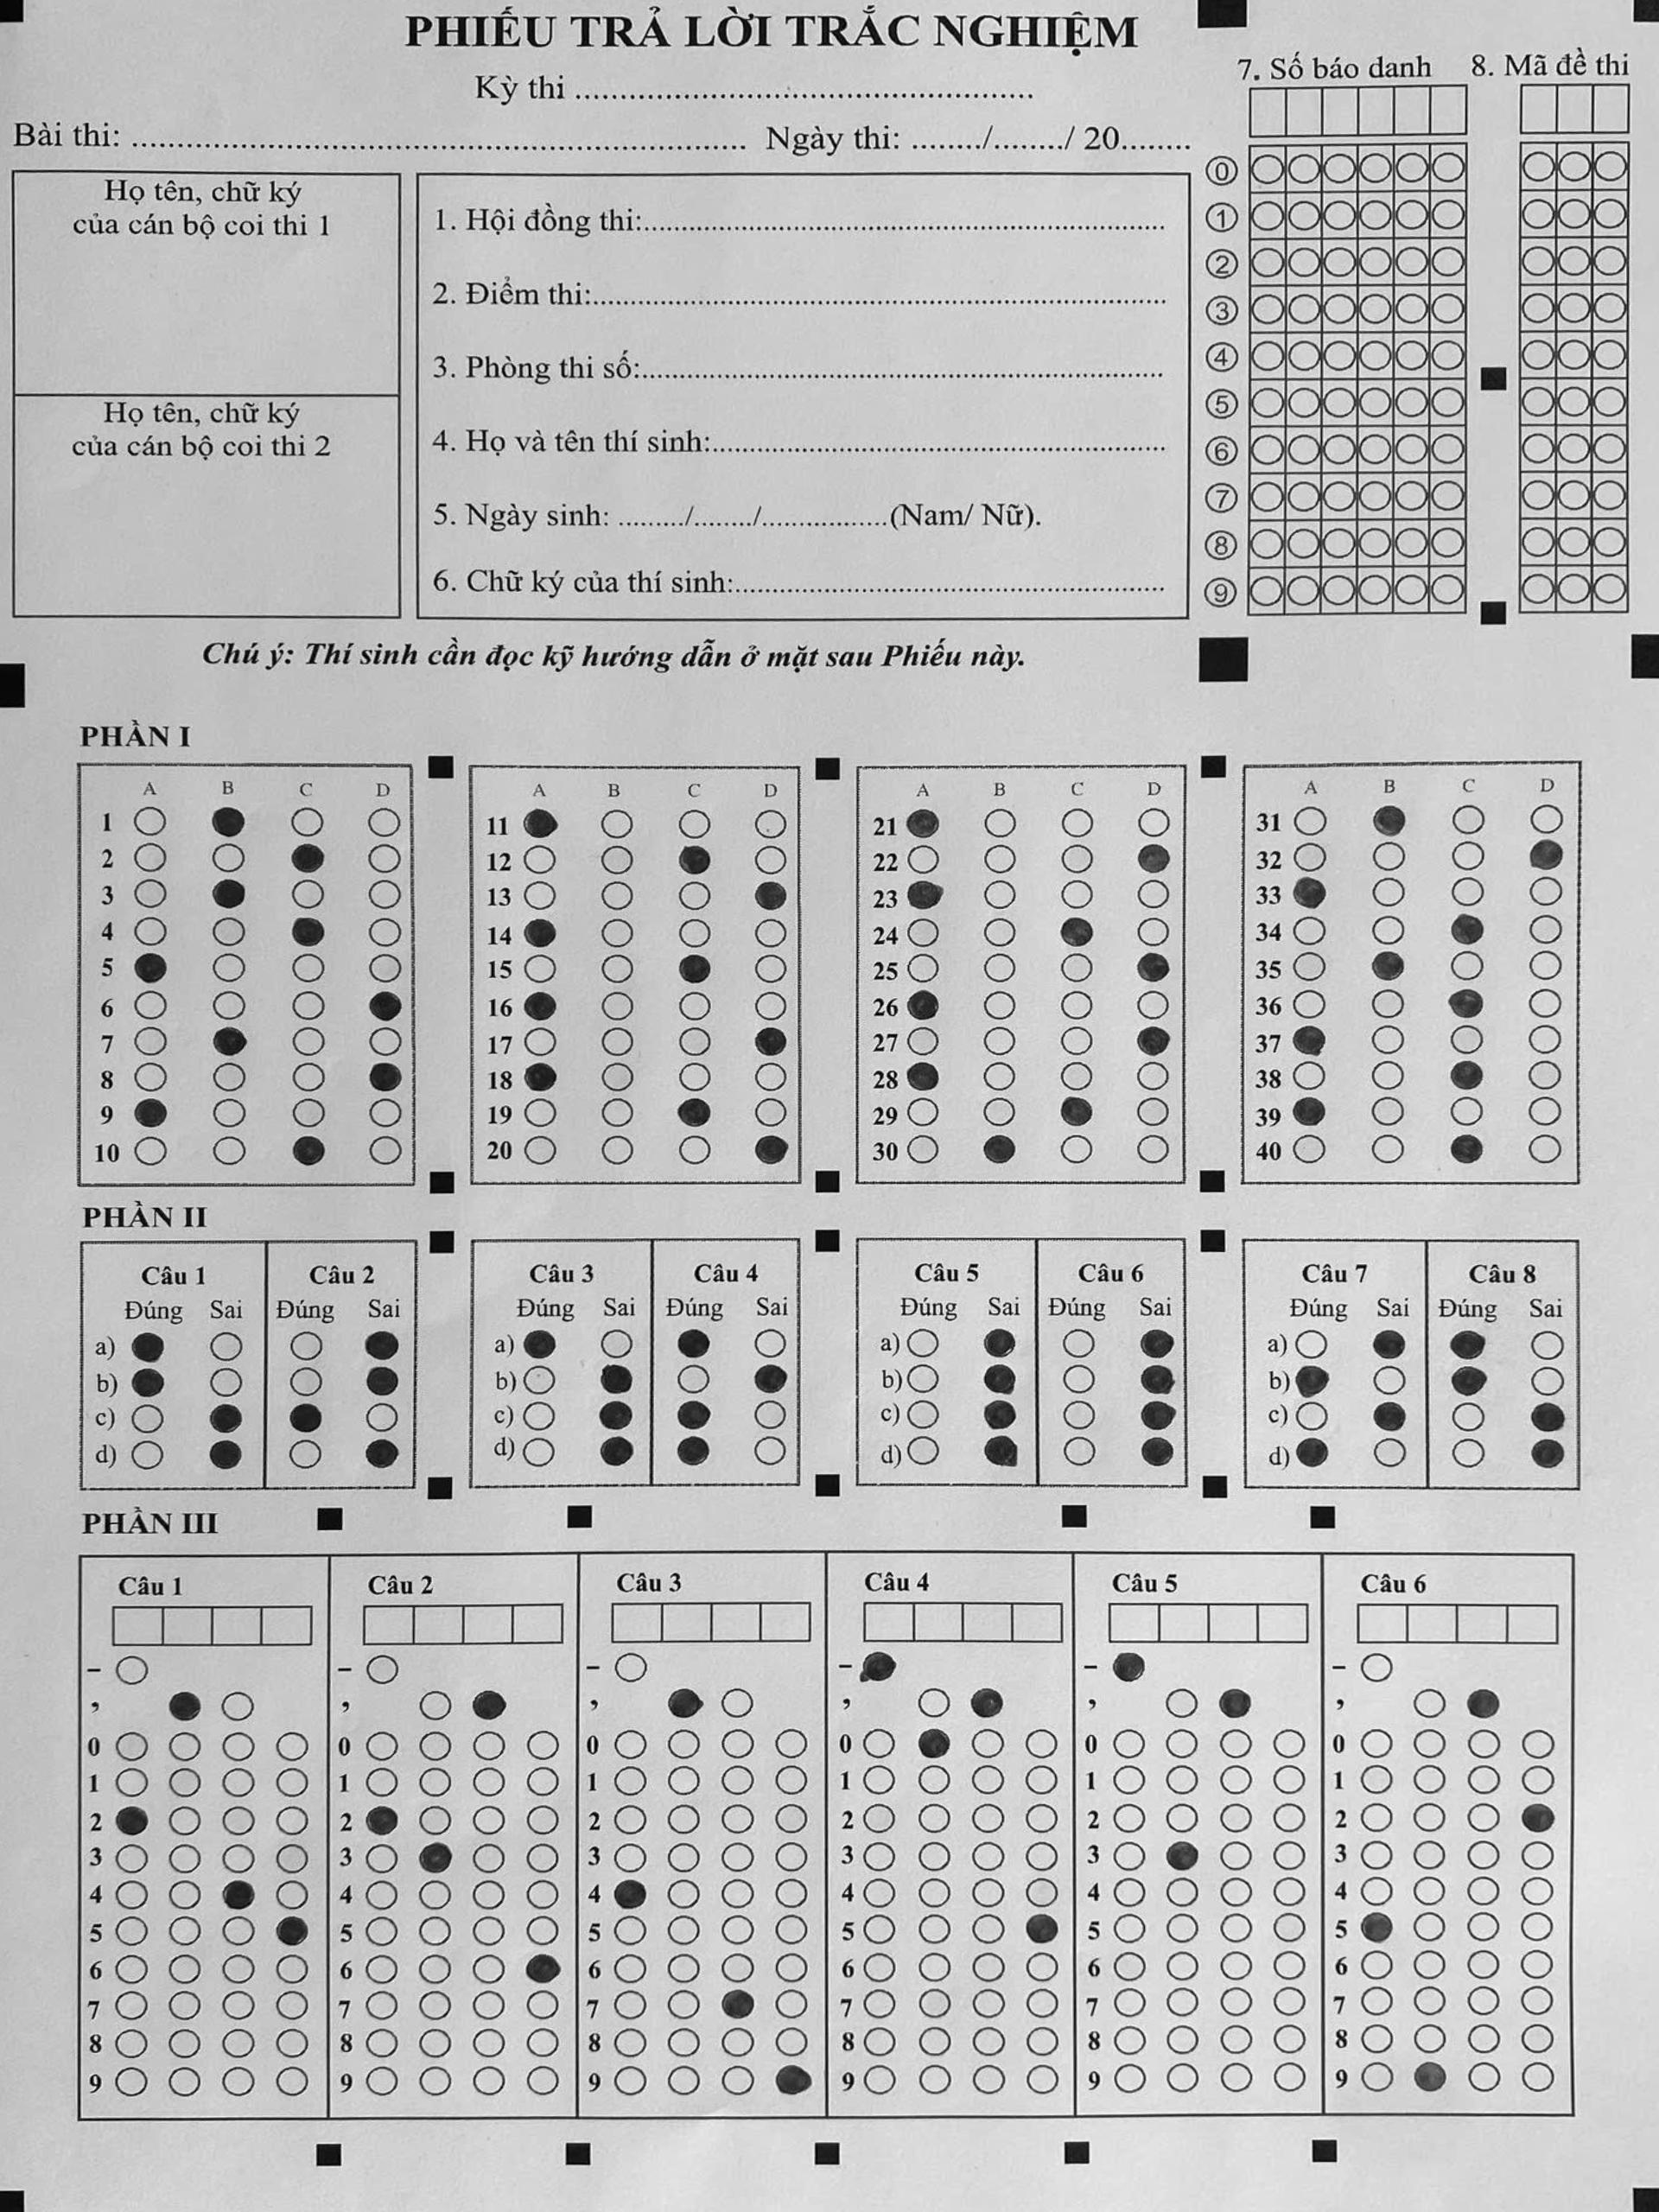 PHIẾU TRẢ LỜI TRẮC NGHIỆM
Kỳ thi ................................................
Bài thi: ................................................ Ngày thi: ......../......../ 20........
Họ tên, chữ ký
của cán bộ coi thi 1
Họ tên, chữ ký
của cán bộ coi thi 2
1. Hội đồng thi:................................................
2. Điểm thi:................................................
3. Phòng thi số:................................................
4. Họ và tên thí sinh:................................................
5. Ngày sinh: ........./......../................(Nam/ Nữ).
6. Chữ ký của thí sinh:................................................
7. Số báo danh 8. Mã đề thi
0
1
2
3
4
5
6
7
8
9
Chú ý: Thí sinh cần đọc kỹ hướng dẫn ở mặt sau Phiếu này.
PHẦN I
A B C D
1
2
3
4
5
6
7
8
9
10
A B C D
11
12
13
14
15
16
17
18
19
20
A B C D
21
22
23
24
25
26
27
28
29
30
A B C D
31
32
33
34
35
36
37
38
39
40
PHẦN II
Câu 1 Câu 2
Đúng Sai Đúng Sai
a)
b)
c)
d)
Câu 3 Câu 4
Đúng Sai Đúng Sai
a)
b)
c)
d)
Câu 5 Câu 6
Đúng Sai Đúng Sai
a)
b)
c)
d)
Câu 7 Câu 8
Đúng Sai Đúng Sai
a)
b)
c)
d)
PHẦN III
Câu 1
-
,
0
1
2
3
4
5
6
7
8
9
Câu 2
-
,
0
1
2
3
4
5
6
7
8
9
Câu 3
-
,
0
1
2
3
4
5
6
7
8
9
Câu 4
-
,
0
1
2
3
4
5
6
7
8
9
Câu 5
-
,
0
1
2
3
4
5
6
7
8
9
Câu 6
-
,
0
1
2
3
4
5
6
7
8
9